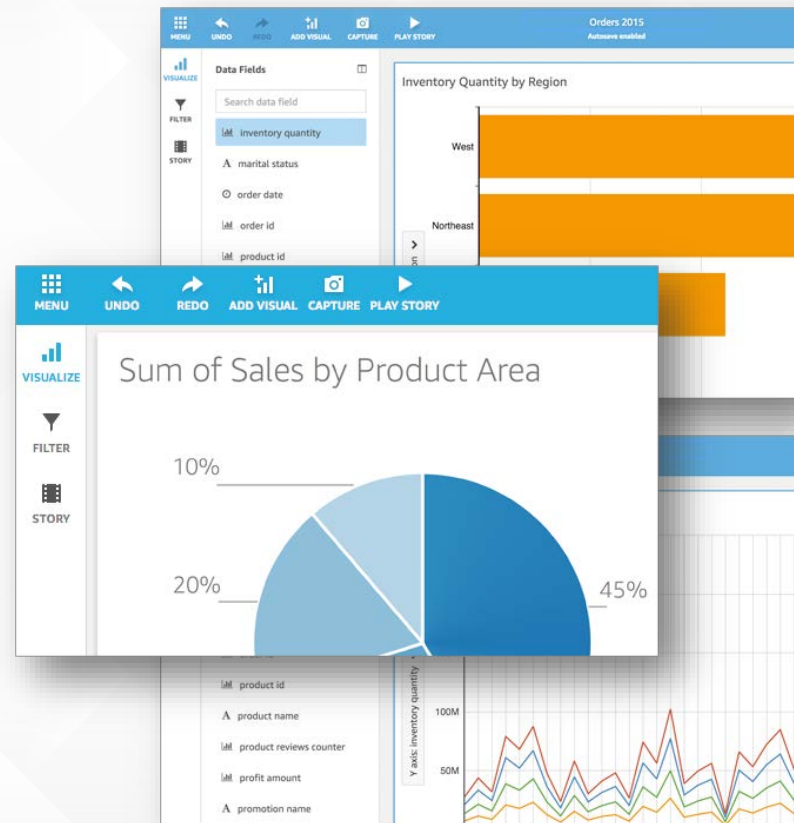 MENU
UNDO
REDO
ADD VISUAL
CAPTURE
PLAY STORY
Orders 2015
Autosave enabled
VISUALIZE
FILTER
STORY
Data Fields
Search data field
inventory quantity
marital status
order date
order id
product id
Inventory Quantity by Region
West
Northeast
MENU
UNDO
REDO
ADD VISUAL
CAPTURE
PLAY STORY
VISUALIZE
FILTER
STORY
Sum of Sales by Product Area
10%
20%
45%
product id
product name
product reviews counter
profit amount
promotion name
Y axis: inventory quantity
100M
50M